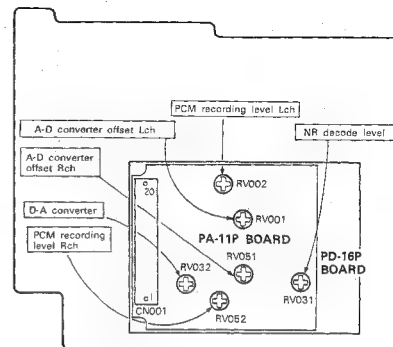 PCM recording level Lch
A-D converter offset Lch
NR decode level
A-D converter
offset Rch
D-A converter
PCM recording
level Rch
20
RV002
RV001
PA-11P BOARD
PD-16P
BOARD
RV051
RV032
RV031
1
CN001
RV052